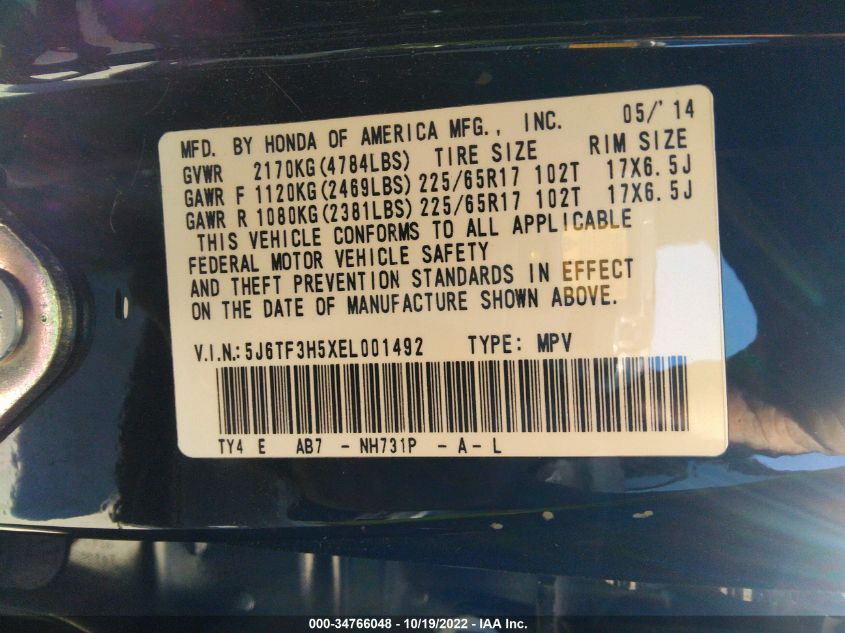 MFD. BY HONDA OF AMERICA MFG., INC. 05/'14
GVWR 2170KG(4784LBS) TIRE SIZE RIM SIZE
GAWR F 1120KG(2469LBS) 225/65R17 102T 17X6.5J
GAWR R 1080KG(2381LBS) 225/65R17 102T 17X6.5J
THIS VEHICLE CONFORMS TO ALL APPLICABLE
FEDERAL MOTOR VEHICLE SAFETY
AND THEFT PREVENTION STANDARDS IN EFFECT
ON THE DATE OF MANUFACTURE SHOWN ABOVE.
V.I.N.:5J6TF3H5XEL001492 TYPE: MPV
TY4 E AB7 - NH731P - A - L
000-34766048 - 10/19/2022 - IAA Inc.